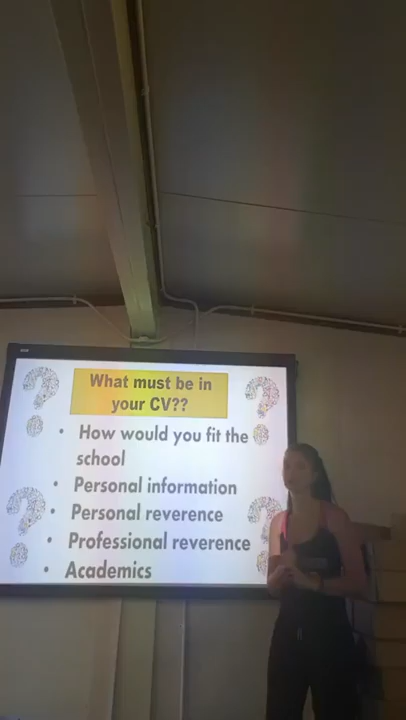 What must be in
your CV??
• How would you fit the
school
• Personal information
• Personal reverence
• Professional reverence
• Academics